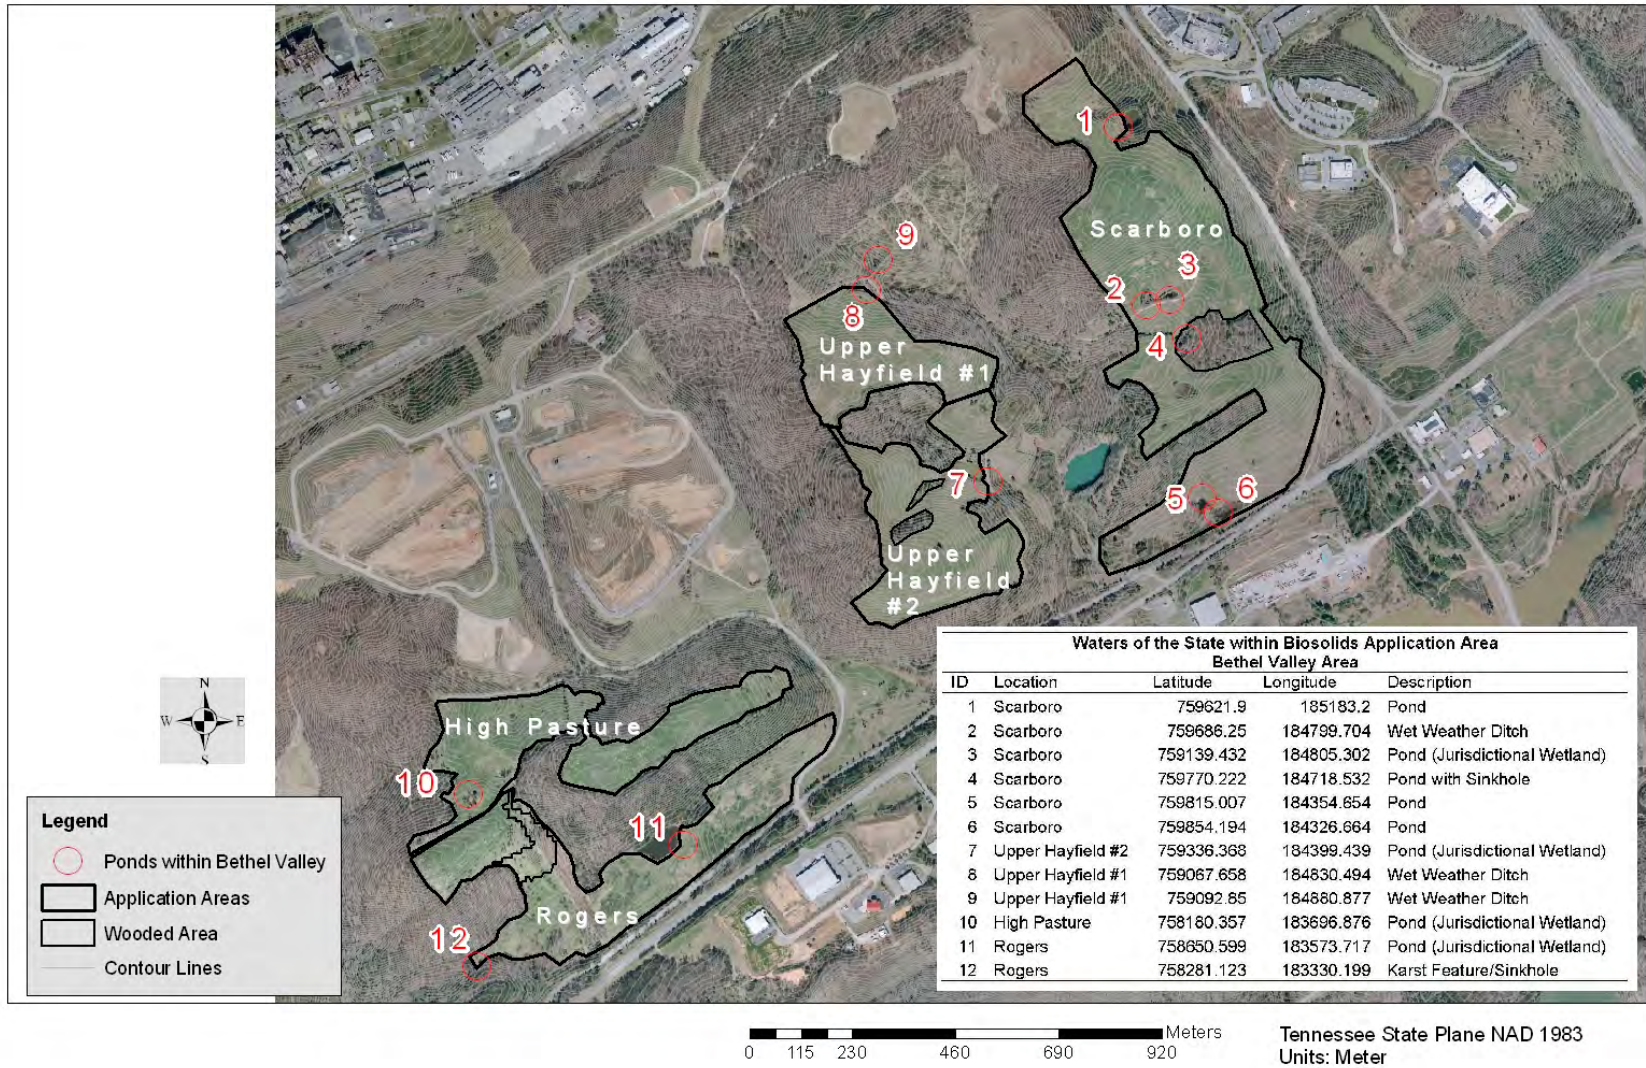 1
Scarboro
9
3
2
8
4
Upper
Hayfield #1
7
5
6
Upper
Hayfield
#2
High Pasture
10
11
Rogers
12
N
W E
S
Legend
Ponds within Bethel Valley
Application Areas
Wooded Area
Contour Lines
Waters of the State within Biosolids Application Area
Bethel Valley Area
ID Location Latitude Longitude Description
1 Scarboro 759621.9 185183.2 Pond
2 Scarboro 759686.25 184799.704 Wet Weather Ditch
3 Scarboro 759139.432 184805.302 Pond (Jurisdictional Wetland)
4 Scarboro 759770.222 184718.532 Pond with Sinkhole
5 Scarboro 759815.007 184354.654 Pond
6 Scarboro 759854.194 184326.664 Pond
7 Upper Hayfield #2 759336.368 184399.439 Pond (Jurisdictional Wetland)
8 Upper Hayfield #1 759067.658 184830.494 Wet Weather Ditch
9 Upper Hayfield #1 759092.85 184880.877 Wet Weather Ditch
10 High Pasture 758180.357 183696.876 Pond (Jurisdictional Wetland)
11 Rogers 758650.599 183573.717 Pond (Jurisdictional Wetland)
12 Rogers 758281.123 183330.199 Karst Feature/Sinkhole
Meters
0 115 230 460 690 920
Tennessee State Plane NAD 1983
Units: Meter